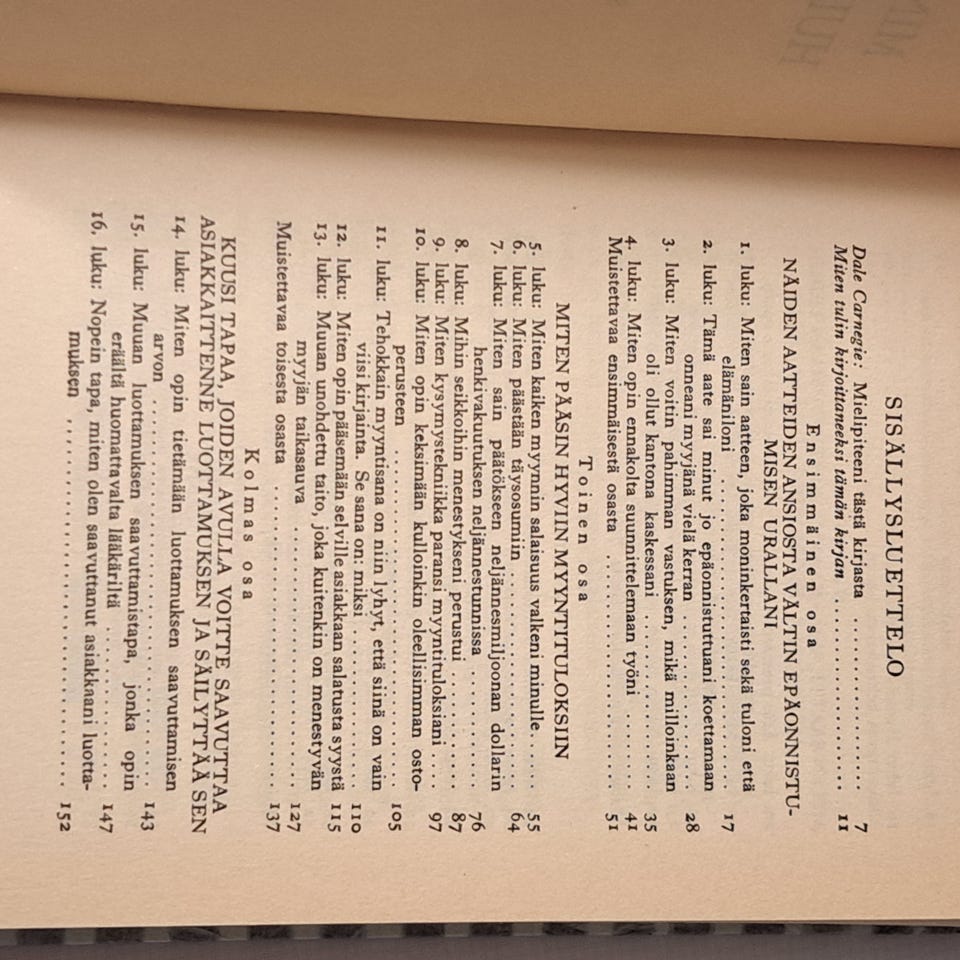 SISÄLLYSLUETTELO
Dale Carnegie: Mielipiteeni tästä kirjasta .................... 7
Miten tulin kirjoittaneeksi tämän kirjan .................... 11
Ensimmäinen osa
NÄIDEN AATTEIDEN ANSIOSTA VÄLTIN EPÄONNISTU-
MISEN URALLANI
1. luku: Miten sain aatteen, joka moninkertaisti sekä tuloni että
elämäniloni .................... 17
2. luku: Tämä aate sai minut jo epäonnistuttuani koettamaan
onneani myyjänä vielä kerran .................... 28
3. luku: Miten voitin pahimman vastuksen, mikä milloinkaan
oli ollut kantona kaskessani .................... 35
4. luku: Miten opin ennakolta suunnittelemaan työni ........ 41
Muistettavaa ensimmäisestä osasta .................... 51
Toinen osa
MITEN PÄÄSIN HYVIIN MYYNTITULOKSIIN
5. luku: Miten kaiken myynnin salaisuus valkeni minulle ..... 55
6. luku: Miten päästään täysosumiin .................... 64
7. luku: Miten sain päätökseen neljännesmiljoonan dollarin
henkivakuutuksen neljännestunnissa .................... 76
8. luku: Mihin seikkoihin menestykseni perustui .......... 87
9. luku: Miten kysymystekniikka paransi myyntituloksiani .... 97
10. luku: Miten opin keksimään kulloinkin oleellisimman osto-
perusteen .................... 105
11. luku: Tehokain myyntisana on niin lyhyt, että siinä on vain
viisi kirjainta. Se sana on: miksi .................... 110
12. luku: Miten opin pääsemään selville asiakkaan salatusta syystä 115
13. luku: Muuan unohdettu taito, joka kuitenkin on menestyvän
myyjän taikasauva .................... 127
Muistettavaa toisesta osasta .................... 137
Kolmas osa
KUUSI TAPAA, JOIDEN AVULLA VOITTE SAAVUTTAA
ASIAKKAITTENNE LUOTTAMUKSEN JA SÄILYTTÄÄ SEN
14. luku: Miten opin tietämään luottamuksen saavuttamisen
arvon .................... 143
15. luku: Muuan luottamuksen saavuttamistapa, jonka opin
eräältä huomattavalta lääkäriltä .................... 147
16. luku: Nopein tapa, miten olen saavuttanut asiakkaani luotta-
muksen .................... 152